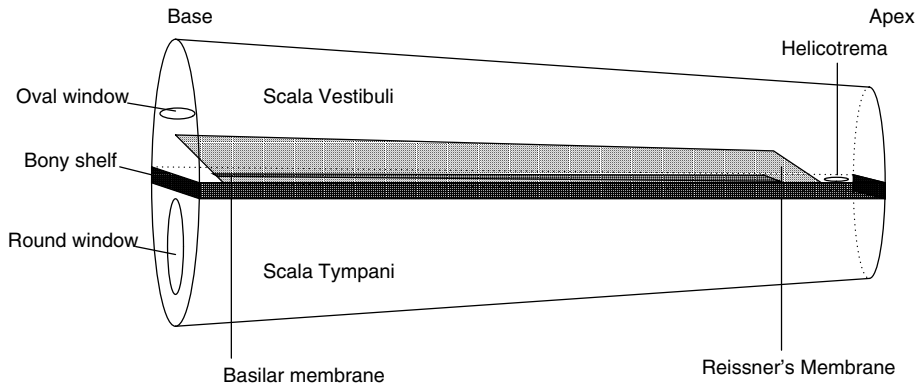 Base
Apex
Helicotrema
Oval window
Scala Vestibuli
Bony shelf
Round window
Scala Tympani
Basilar membrane
Reissner's Membrane